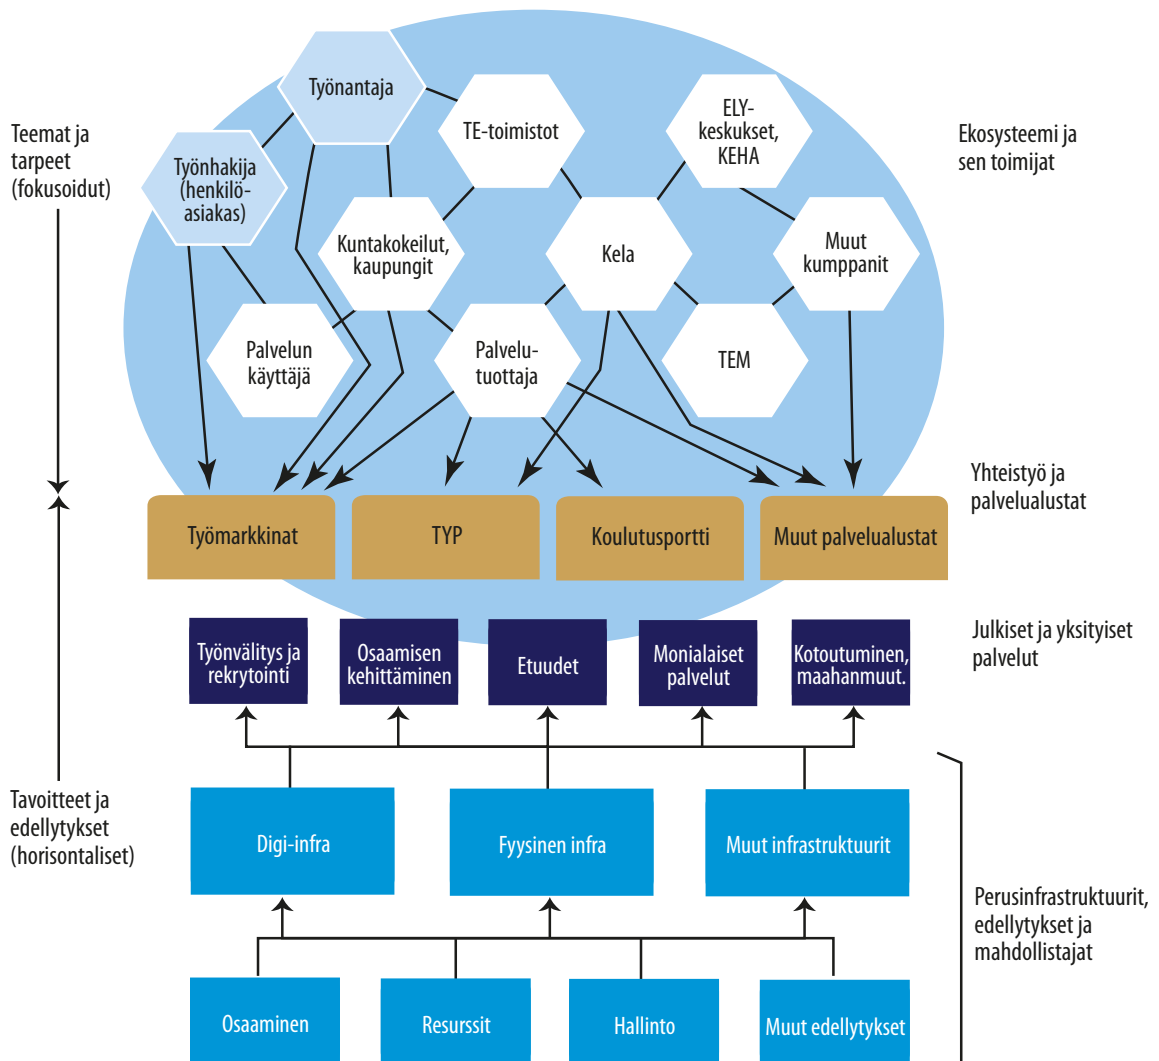 Teemat ja
tarpeet
(fokusoidut)
Työnantaja
TE-toimistot
ELY-
keskukset,
KEHA
Ekosysteemi ja
sen toimijat
Työnhakija
(henkilö-
asiakas)
Kuntakokeilut,
kaupungit
Kela
Muut
kumppanit
Palvelun
käyttäjä
Palvelu-
tuottaja
TEM
Yhteistyö ja
palvelualustat
Työmarkkinat
TYP
Koulutusportti
Muut palvelualustat
Julkiset ja yksityiset
palvelut
Työnvälitys ja
rekrytointi
Osaamisen
kehittäminen
Etuudet
Monialaiset
palvelut
Kotoutuminen,
maahanmuut.
Tavoitteet ja
edellytykset
(horisontaliset)
Digi-infra
Fyysinen infra
Muut infrastruktuurit
Perusinfrastruktuurit,
edellytykset ja
mahdollistajat
Osaaminen
Resurssit
Hallinto
Muut edellytykset